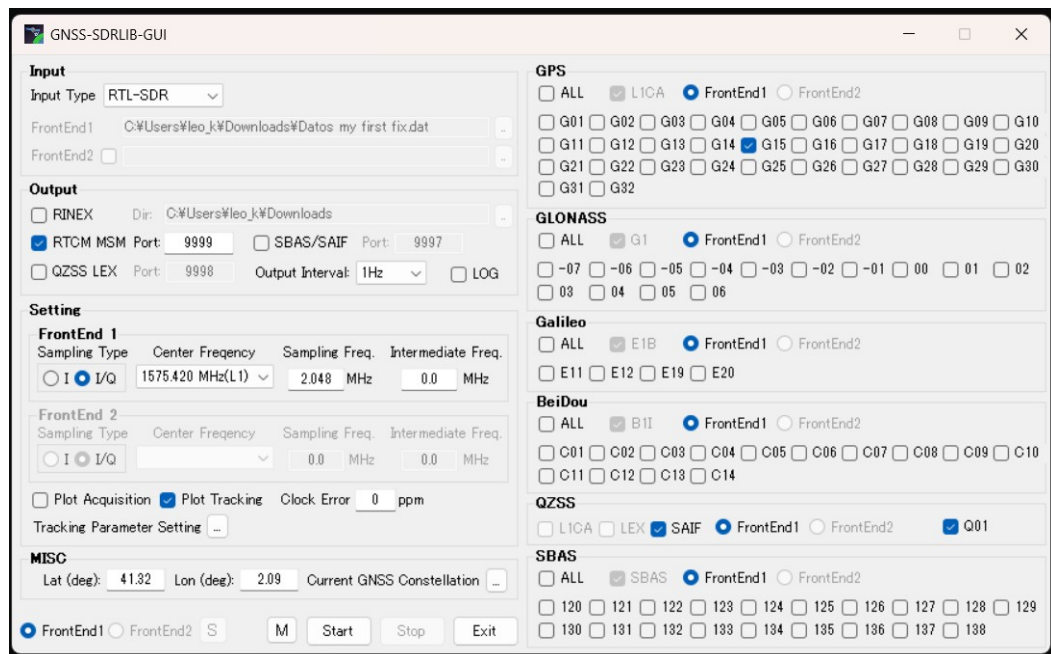 GNSS-SDRLIB-GUI
Input
Input Type RTL-SDR
FrontEnd1 C:¥Users¥leo_k¥Downloads¥Datos my first fix.dat ..
FrontEnd2 ..
Output
RINEX Dir: C:¥Users¥leo_k¥Downloads ..
RTCM MSM Port: 9999 SBAS/SAIF Port: 9997
QZSS LEX Port: 9998 Output Interval: 1Hz LOG
Setting
FrontEnd 1
Sampling Type Center Freqency Sampling Freq. Intermediate Freq.
I I/Q 1575.420 MHz(L1) 2.048 MHz 0.0 MHz
FrontEnd 2
Sampling Type Center Freqency Sampling Freq. Intermediate Freq.
I I/Q 0.0 MHz 0.0 MHz
Plot Acquisition Plot Tracking Clock Error 0 ppm
Tracking Parameter Setting ...
MISC
Lat (deg): 41.32 Lon (deg): 2.09 Current GNSS Constellation ...
FrontEnd1 FrontEnd2 S M Start Stop Exit
GPS
ALL L1CA FrontEnd1 FrontEnd2
G01 G02 G03 G04 G05 G06 G07 G08 G09 G10
G11 G12 G13 G14 G15 G16 G17 G18 G19 G20
G21 G22 G23 G24 G25 G26 G27 G28 G29 G30
G31 G32
GLONASS
ALL G1 FrontEnd1 FrontEnd2
-07 -06 -05 -04 -03 -02 -01 00 01 02
03 04 05 06
Galileo
ALL E1B FrontEnd1 FrontEnd2
E11 E12 E19 E20
BeiDou
ALL B1I FrontEnd1 FrontEnd2
C01 C02 C03 C04 C05 C06 C07 C08 C09 C10
C11 C12 C13 C14
QZSS
L1CA LEX SAIF FrontEnd1 FrontEnd2 Q01
SBAS
ALL SBAS FrontEnd1 FrontEnd2
120 121 122 123 124 125 126 127 128 129
130 131 132 133 134 135 136 137 138